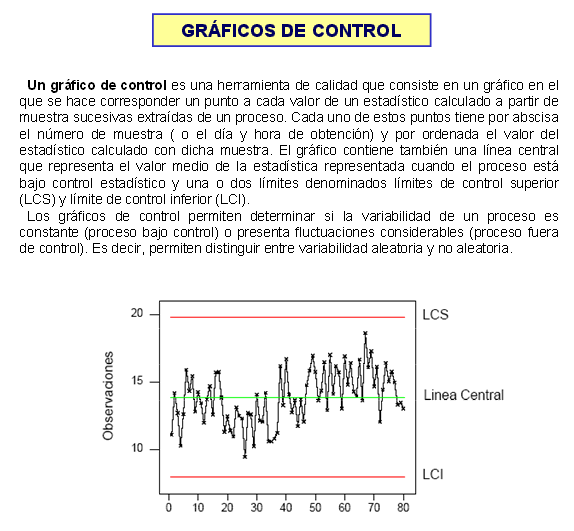 GRÁFICOS DE CONTROL
Un gráfico de control es una herramienta de calidad que consiste en un gráfico en el
que se hace corresponder un punto a cada valor de un estadístico calculado a partir de
muestra sucesivas extraídas de un proceso. Cada uno de estos puntos tiene por abscisa
el número de muestra ( o el día y hora de obtención) y por ordenada el valor del
estadístico calculado con dicha muestra. El gráfico contiene también una línea central
que representa el valor medio de la estadística representada cuando el proceso está
bajo control estadístico y una o dos límites denominados límites de control superior
(LCS) y límite de control inferior (LCI).
Los gráficos de control permiten determinar si la variabilidad de un proceso es
constante (proceso bajo control) o presenta fluctuaciones considerables (proceso fuera
de control). Es decir, permiten distinguir entre variabilidad aleatoria y no aleatoria.
20
LCS
Observaciones
15
Linea Central
10
LCI
0 10 20 30 40 50 60 70 80